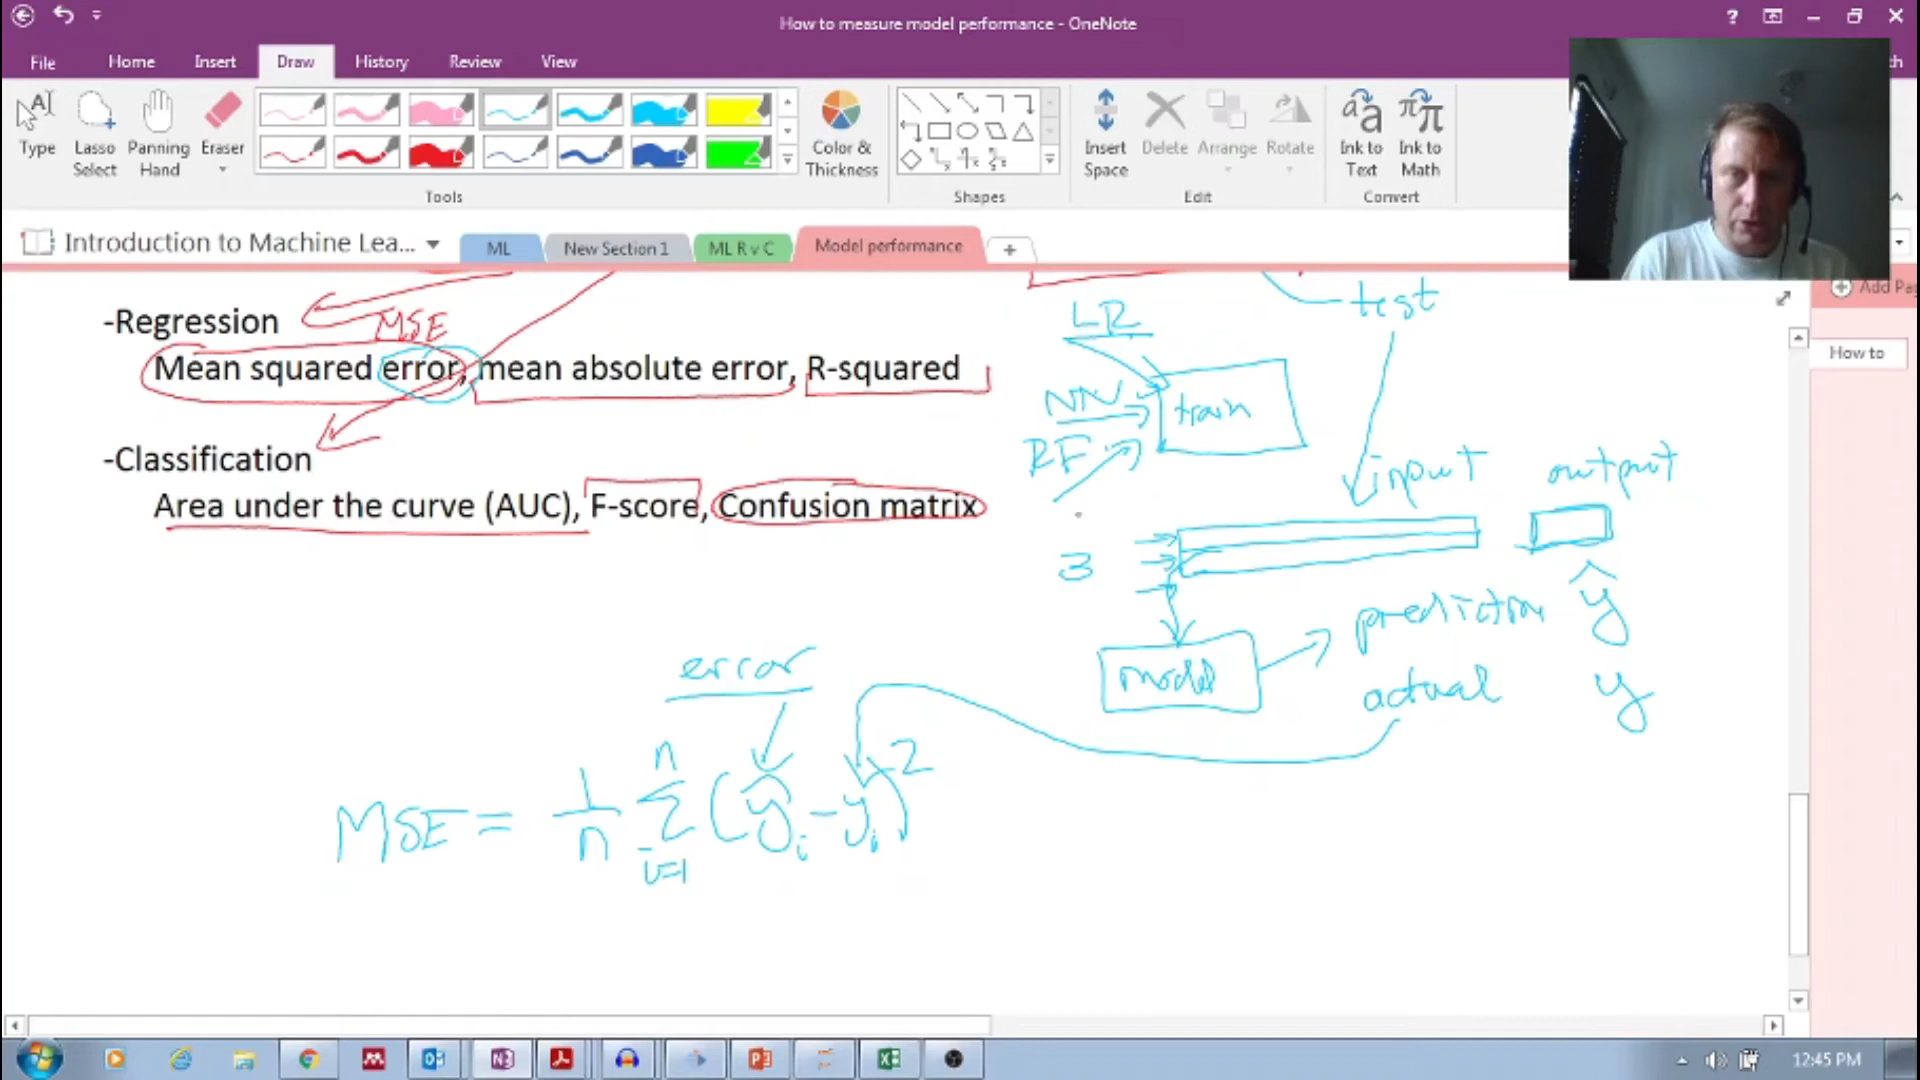 How to measure model performance - OneNote
File Home Insert Draw History Review View
Type Lasso Select Panning Hand Eraser Color & Thickness Insert Space Delete Arrange Rotate Ink to Text Ink to Math
Tools Shapes Edit Convert
Introduction to Machine Lea... ML New Section 1 ML R v C Model performance +
Add Pag
How to
-Regression
MSE
Mean squared error, mean absolute error, R-squared
-Classification
Area under the curve (AUC), F-score, Confusion matrix
test
LR
NN
RF
train
input output
3
model
prediction ŷ
actual y
error
MSE = 1/n n Σ i=1 (ŷi - yi)2
12:45 PM